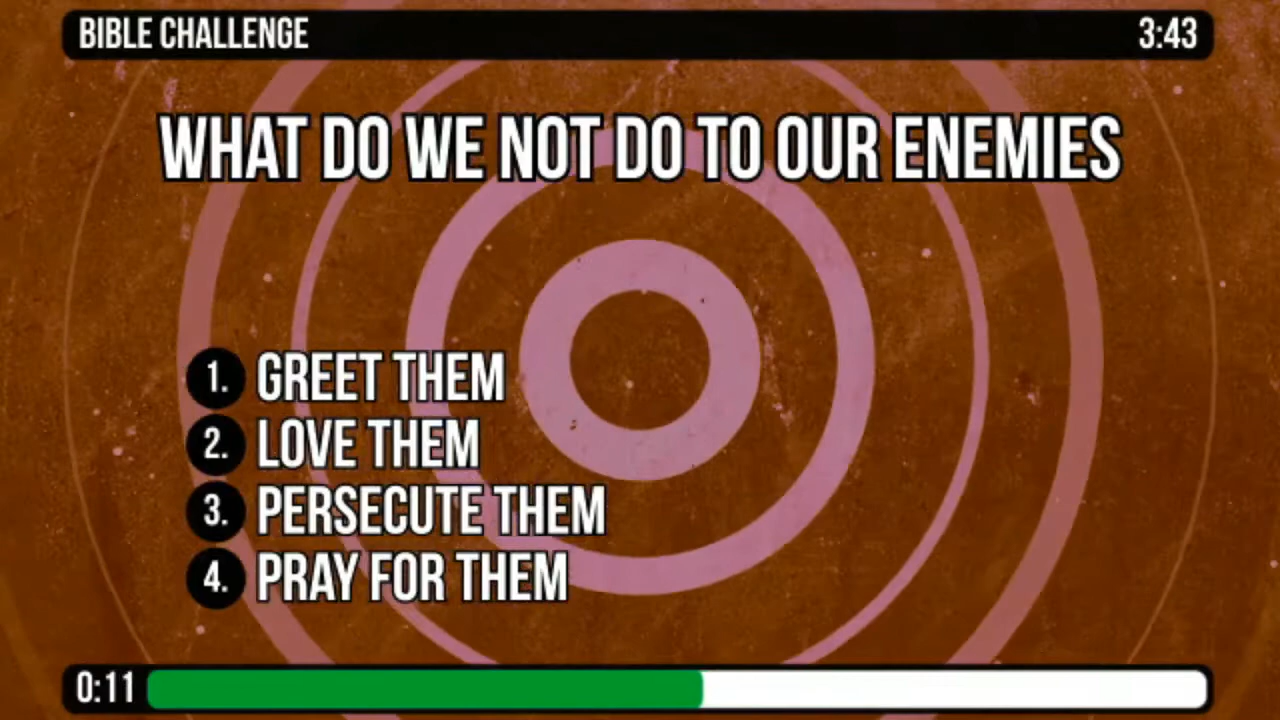 BIBLE CHALLENGE 3:43
WHAT DO WE NOT DO TO OUR ENEMIES
1. GREET THEM
2. LOVE THEM
3. PERSECUTE THEM
4. PRAY FOR THEM
0:11